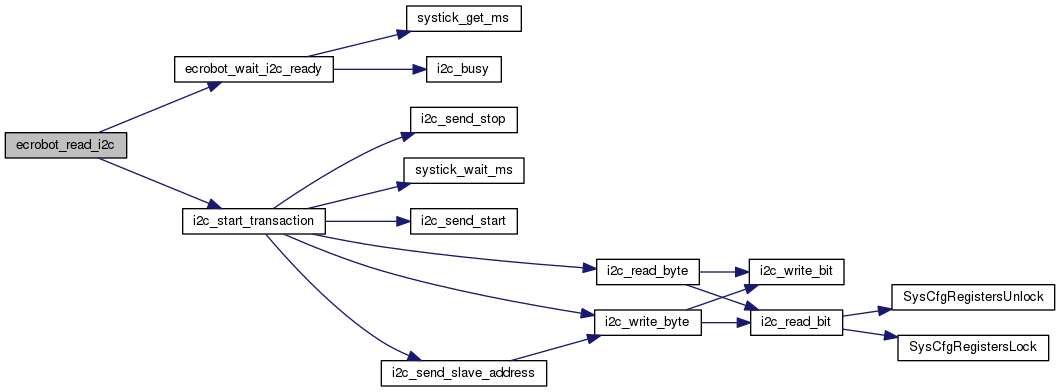 systick_get_ms
ecrobot_wait_i2c_ready
i2c_busy
i2c_send_stop
ecrobot_read_i2c
systick_wait_ms
i2c_start_transaction
i2c_send_start
i2c_read_byte
i2c_write_bit
SysCfgRegistersUnlock
i2c_write_byte
i2c_read_bit
SysCfgRegistersLock
i2c_send_slave_address